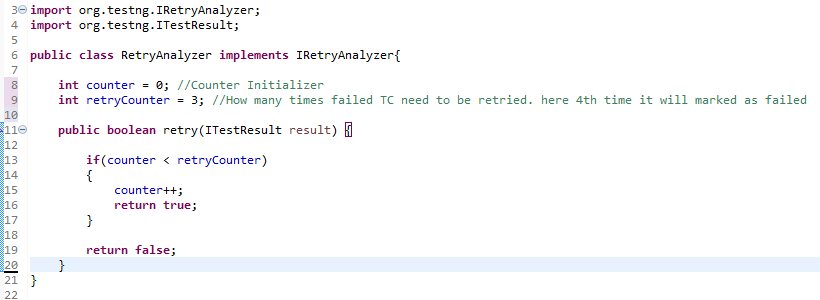 3 import org.testng.IRetryAnalyzer;
4 import org.testng.ITestResult;
5
6 public class RetryAnalyzer implements IRetryAnalyzer{
7
8     int counter = 0; //Counter Initializer
9     int retryCounter = 3; //How many times failed TC need to be retried. here 4th time it will marked as failed
10
11     public boolean retry(ITestResult result) {
12
13         if(counter < retryCounter)
14         {
15             counter++;
16             return true;
17         }
18
19         return false;
20     }
21 }
22